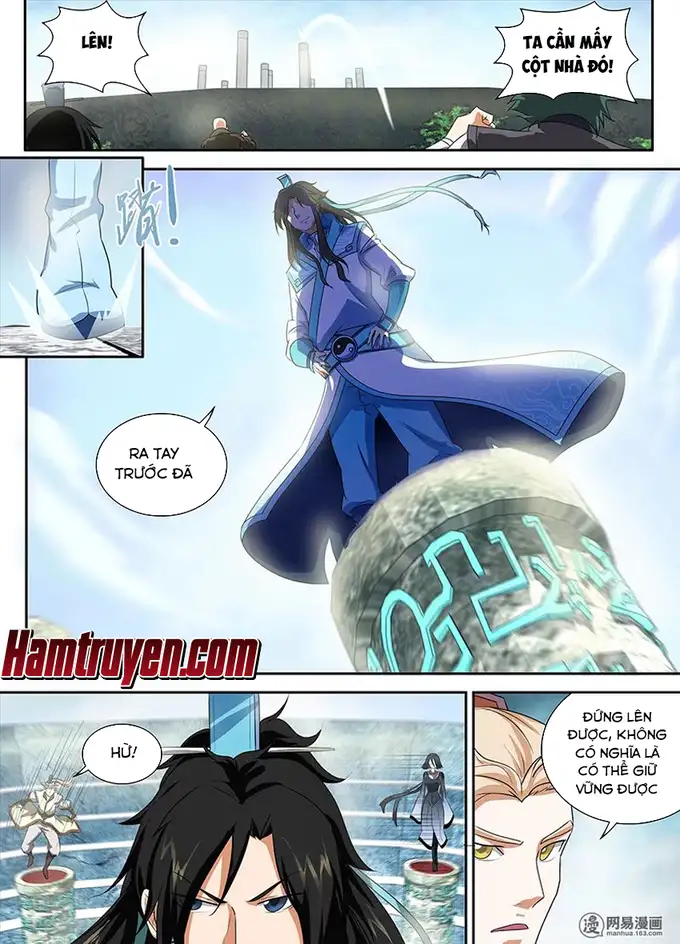 LÊN!
TA CẦN MẤY
CỘT NHÀ ĐÓ!
踏!
RA TAY
TRƯỚC ĐÃ
Hamtruyen.com
HỪ!
ĐỨNG LÊN
ĐƯỢC, KHÔNG
CÓ NGHĨA LÀ
CÓ THỂ GIỮ
VỮNG ĐƯỢC
网易漫画
manhua.163.com